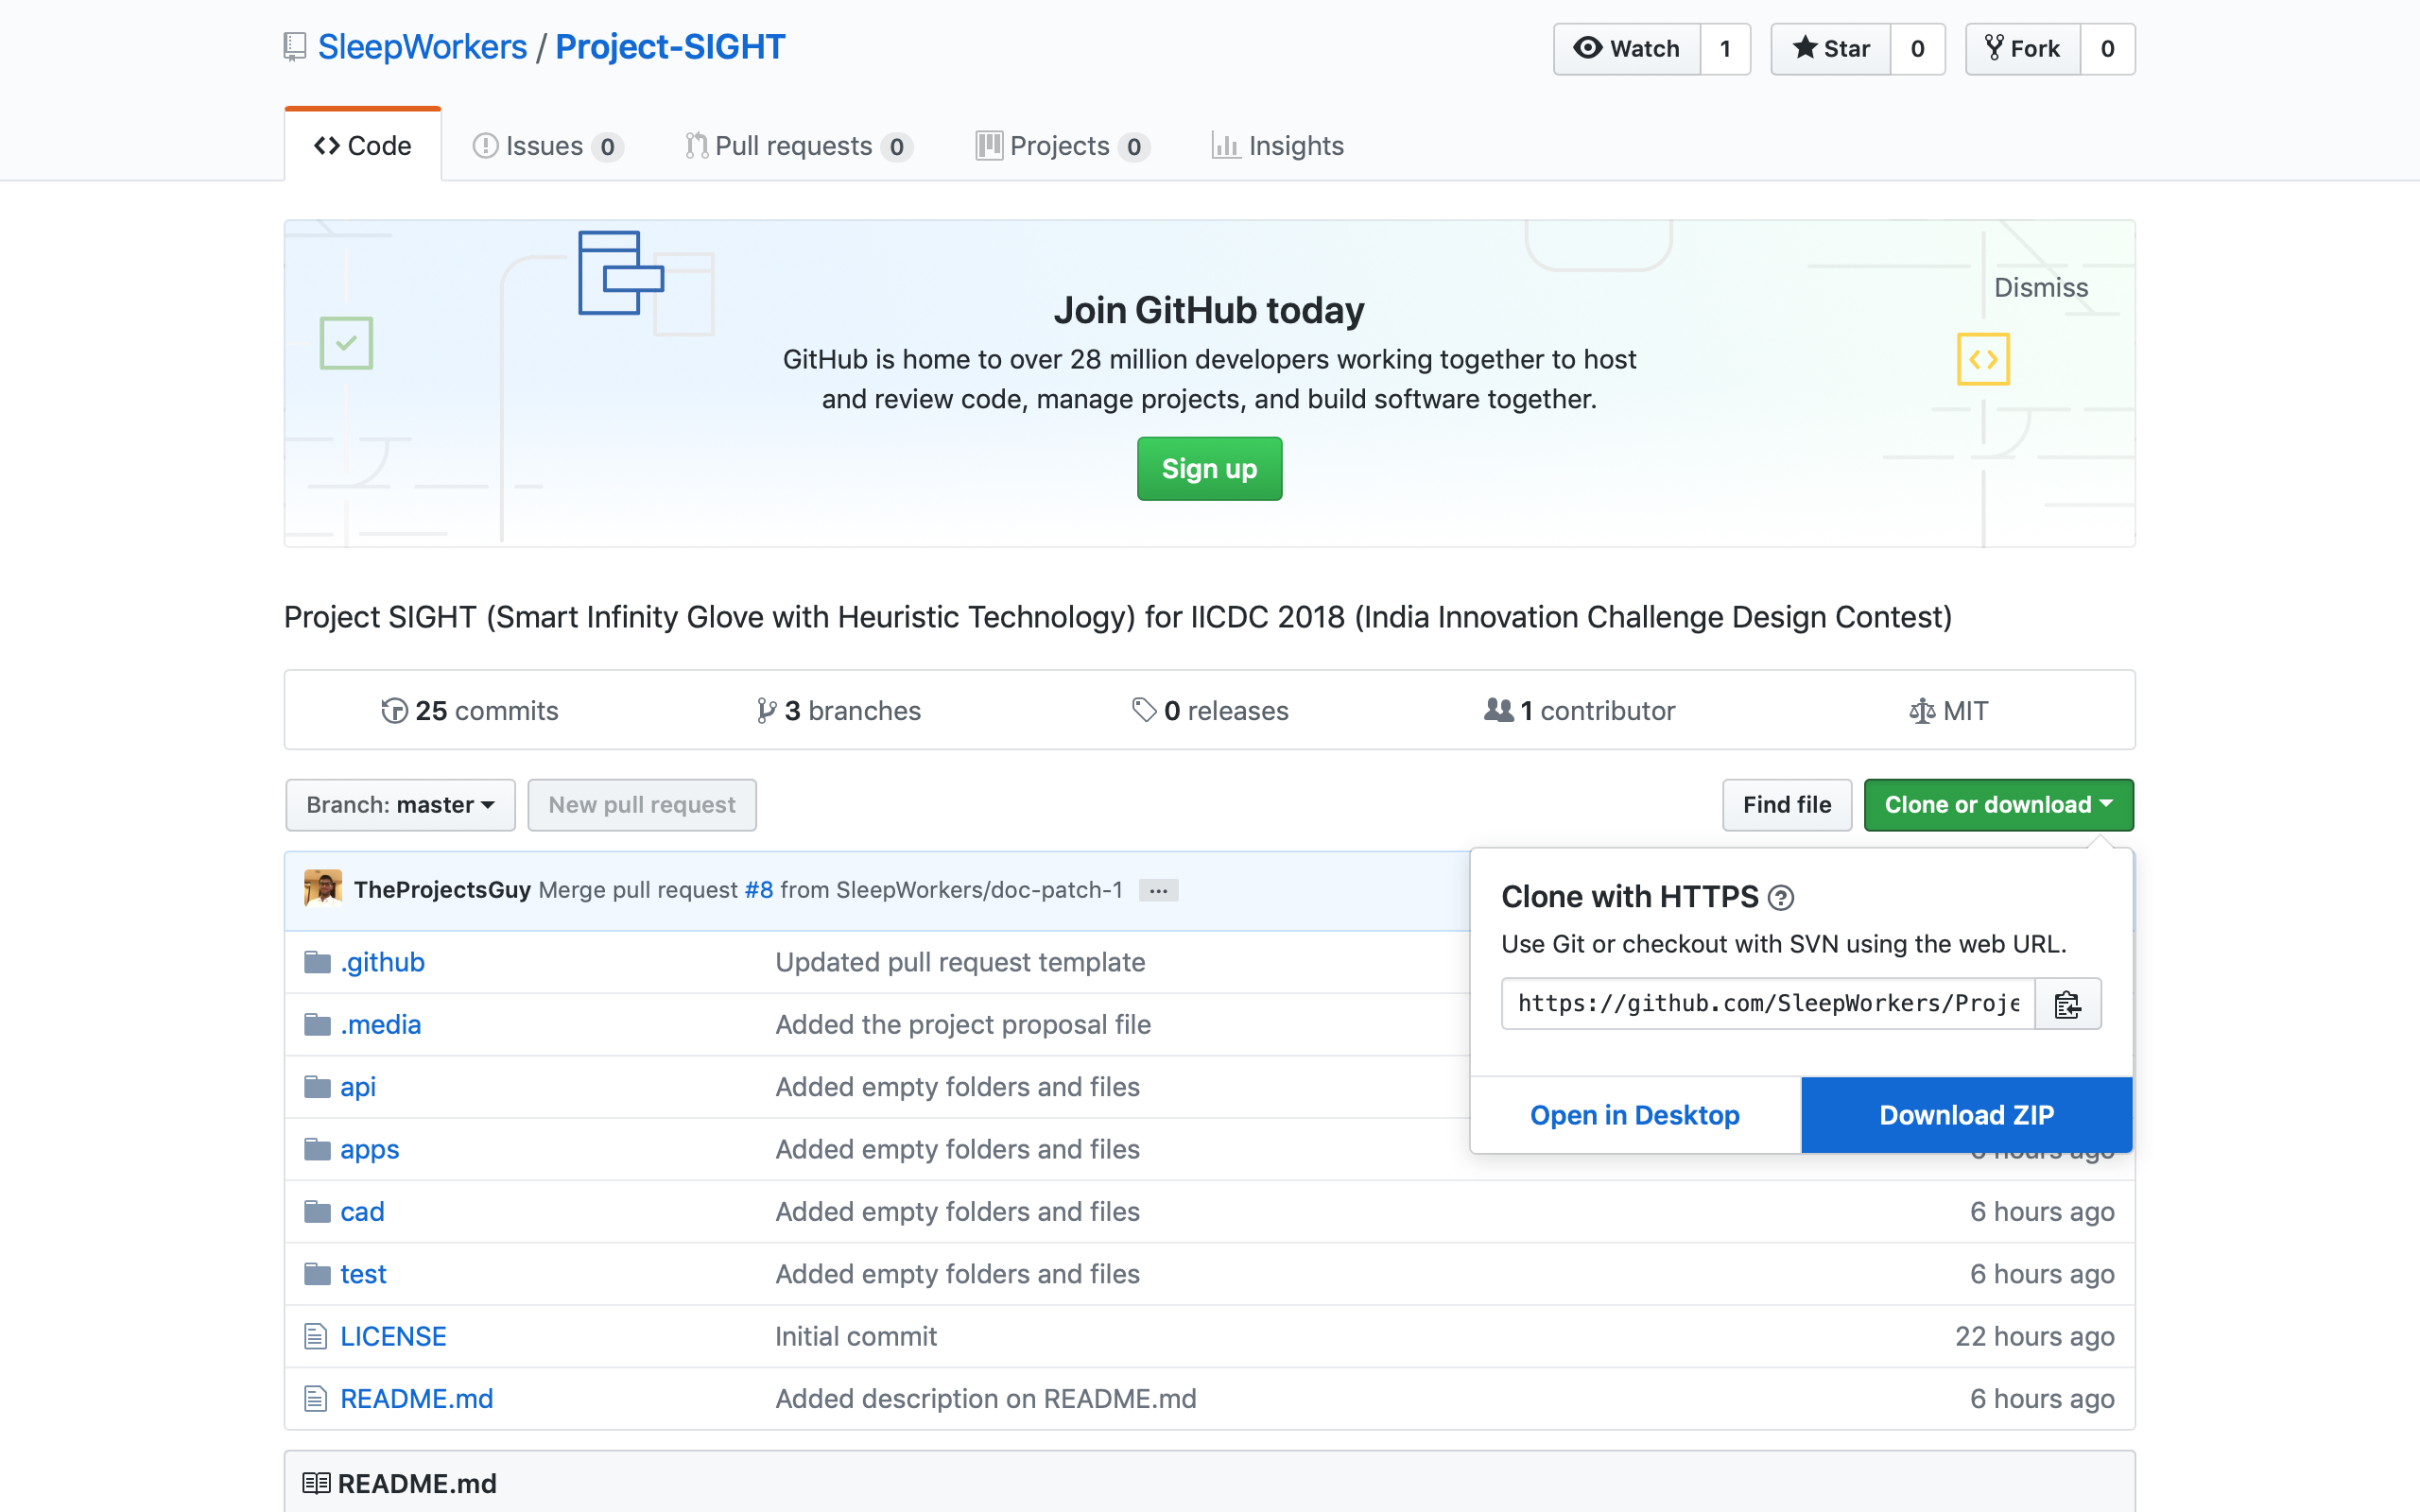 SleepWorkers / Project-SIGHT
Watch 1 Star 0 Fork 0
Code Issues 0 Pull requests 0 Projects 0 Insights
Dismiss
Join GitHub today
GitHub is home to over 28 million developers working together to host
and review code, manage projects, and build software together.
Sign up
Project SIGHT (Smart Infinity Glove with Heuristic Technology) for IICDC 2018 (India Innovation Challenge Design Contest)
25 commits 3 branches 0 releases 1 contributor MIT
Branch: master New pull request Find file Clone or download
TheProjectsGuy Merge pull request #8 from SleepWorkers/doc-patch-1 ...
Clone with HTTPS ?
Use Git or checkout with SVN using the web URL.
https://github.com/SleepWorkers/Proje
Open in Desktop Download ZIP
.github Updated pull request template
.media Added the project proposal file
api Added empty folders and files
apps Added empty folders and files hours ago
cad Added empty folders and files 6 hours ago
test Added empty folders and files 6 hours ago
LICENSE Initial commit 22 hours ago
README.md Added description on README.md 6 hours ago
README.md